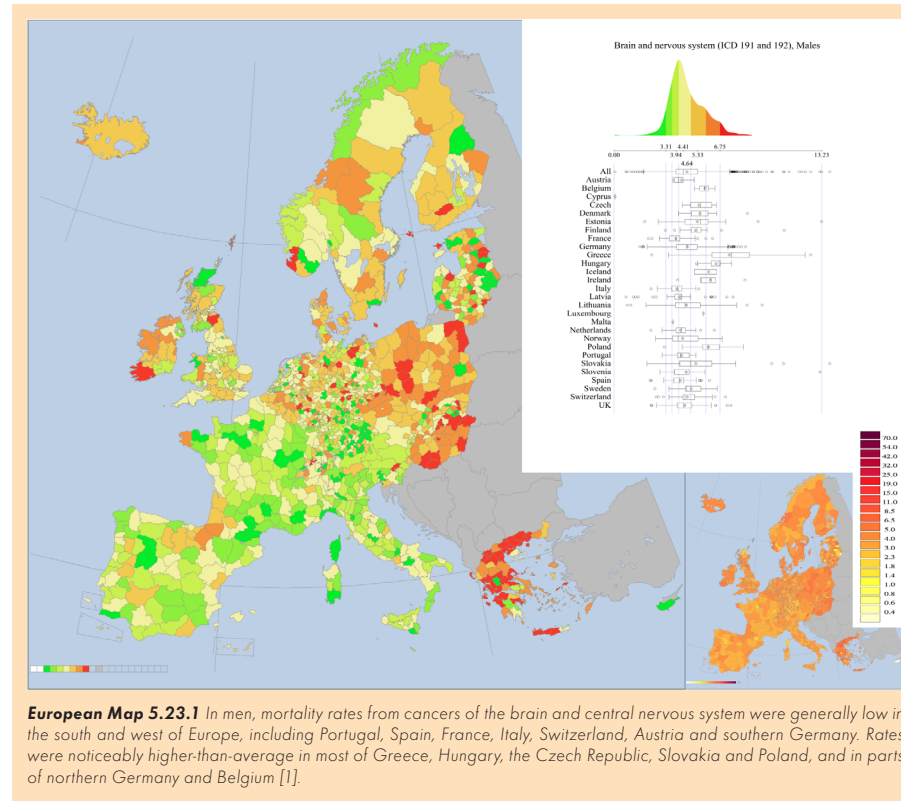 Brain and nervous system (ICD 191 and 192), Males
3.31 4.41 6.75
0.00 3.94 5.33 13.23
4.64
All
Austria
Belgium
Cyprus
Czech
Denmark
Estonia
Finland
France
Germany
Greece
Hungary
Iceland
Ireland
Italy
Latvia
Lithuania
Luxembourg
Malta
Netherlands
Norway
Poland
Portugal
Slovakia
Slovenia
Spain
Sweden
Switzerland
UK
70.0
54.0
42.0
32.0
25.0
19.0
15.0
11.0
8.5
6.5
5.0
4.0
3.0
2.3
1.8
1.4
1.0
0.8
0.6
0.4
European Map 5.23.1 In men, mortality rates from cancers of the brain and central nervous system were generally low in
the south and west of Europe, including Portugal, Spain, France, Italy, Switzerland, Austria and southern Germany. Rates
were noticeably higher-than-average in most of Greece, Hungary, the Czech Republic, Slovakia and Poland, and in parts
of northern Germany and Belgium [1].